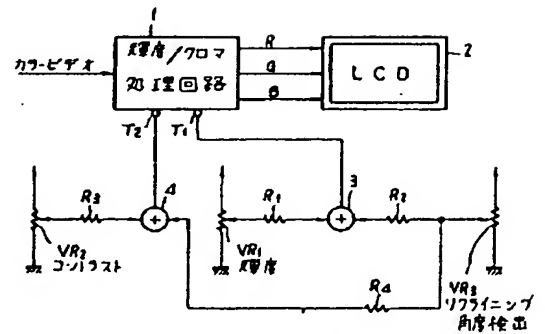 1
輝度/クロマ
処理回路
カラービデオ
R
G
B
LCD
2
T2
T1
R3
4
R1
3
R2
VR2
コントラスト
VR1
輝度
VR3
リクライニング
角度検出
R4